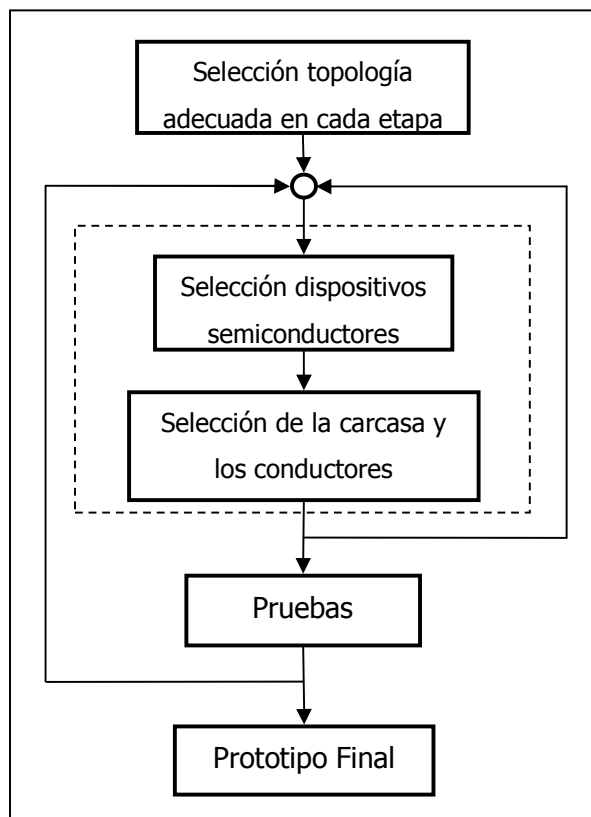 Selección topología
adecuada en cada etapa
Selección dispositivos
semiconductores
Selección de la carcasa y
los conductores
Pruebas
Prototipo Final